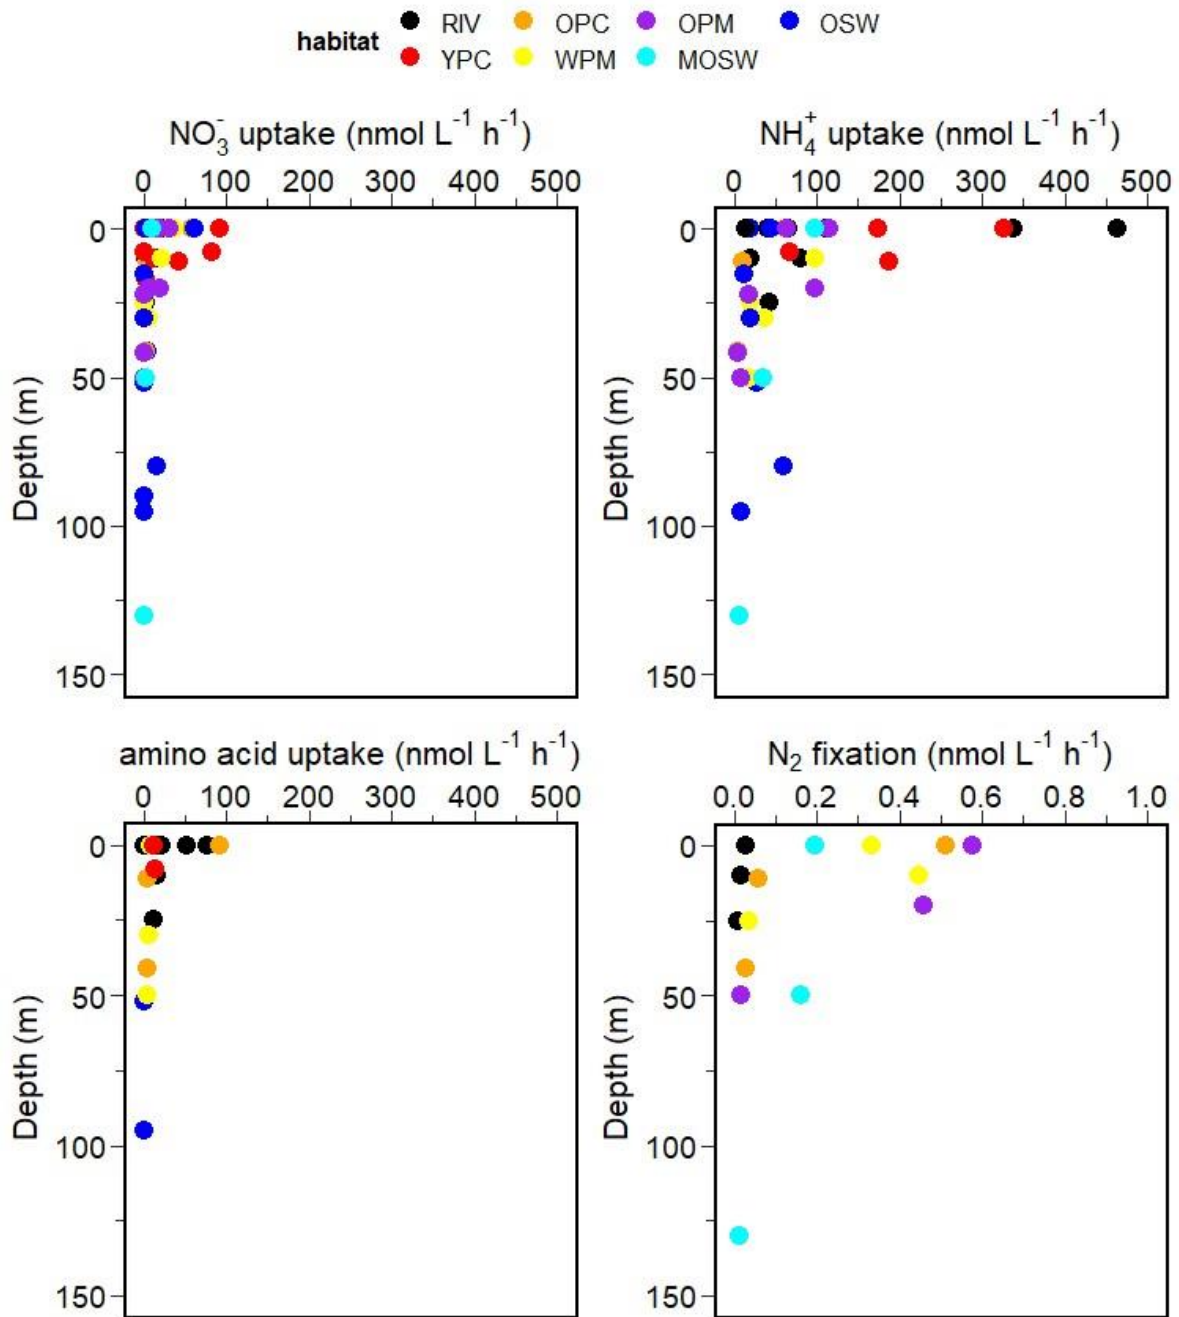 habitat RIV OPC OPM OSW
YPC WPM MOSW
NO₃⁻ uptake (nmol L⁻¹ h⁻¹)
0 100 200 300 400 500
0
50
100
150
Depth (m)
NH₄⁺ uptake (nmol L⁻¹ h⁻¹)
0 100 200 300 400 500
0
50
100
150
Depth (m)
amino acid uptake (nmol L⁻¹ h⁻¹)
0 100 200 300 400 500
0
50
100
150
Depth (m)
N₂ fixation (nmol L⁻¹ h⁻¹)
0.0 0.2 0.4 0.6 0.8 1.0
0
50
100
150
Depth (m)